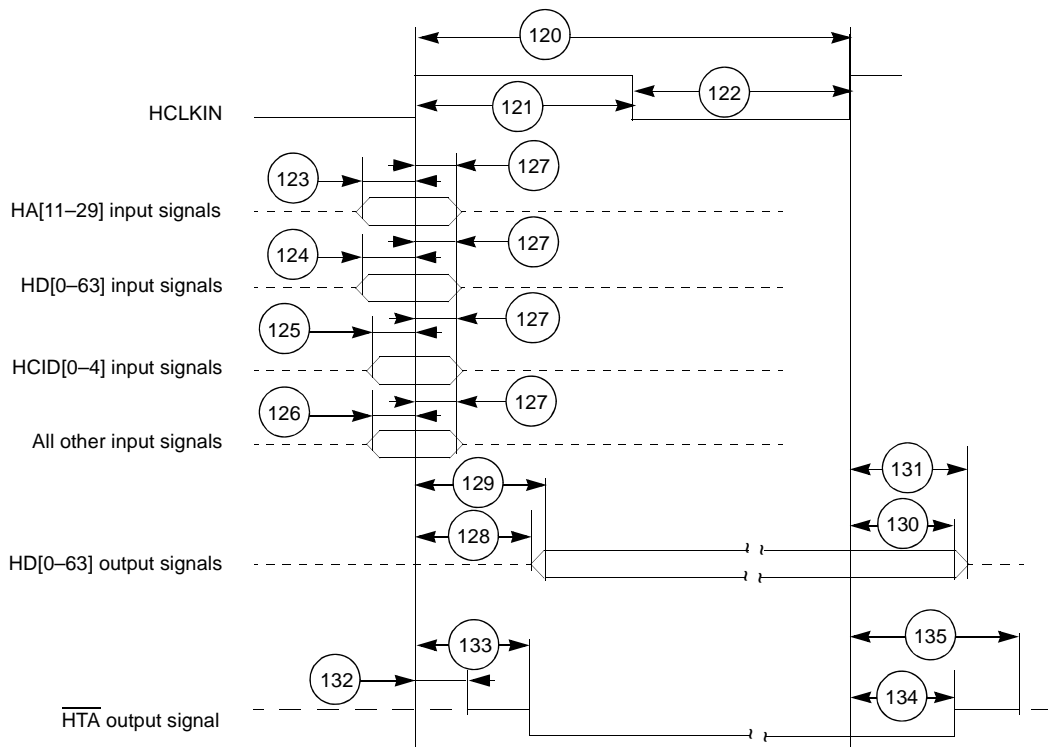 120
121
122
HCLKIN
123
127
HA[11–29] input signals
124
127
HD[0–63] input signals
125
127
HCID[0–4] input signals
126
127
All other input signals
129
131
128
130
HD[0–63] output signals
133
135
132
134
HTA output signal